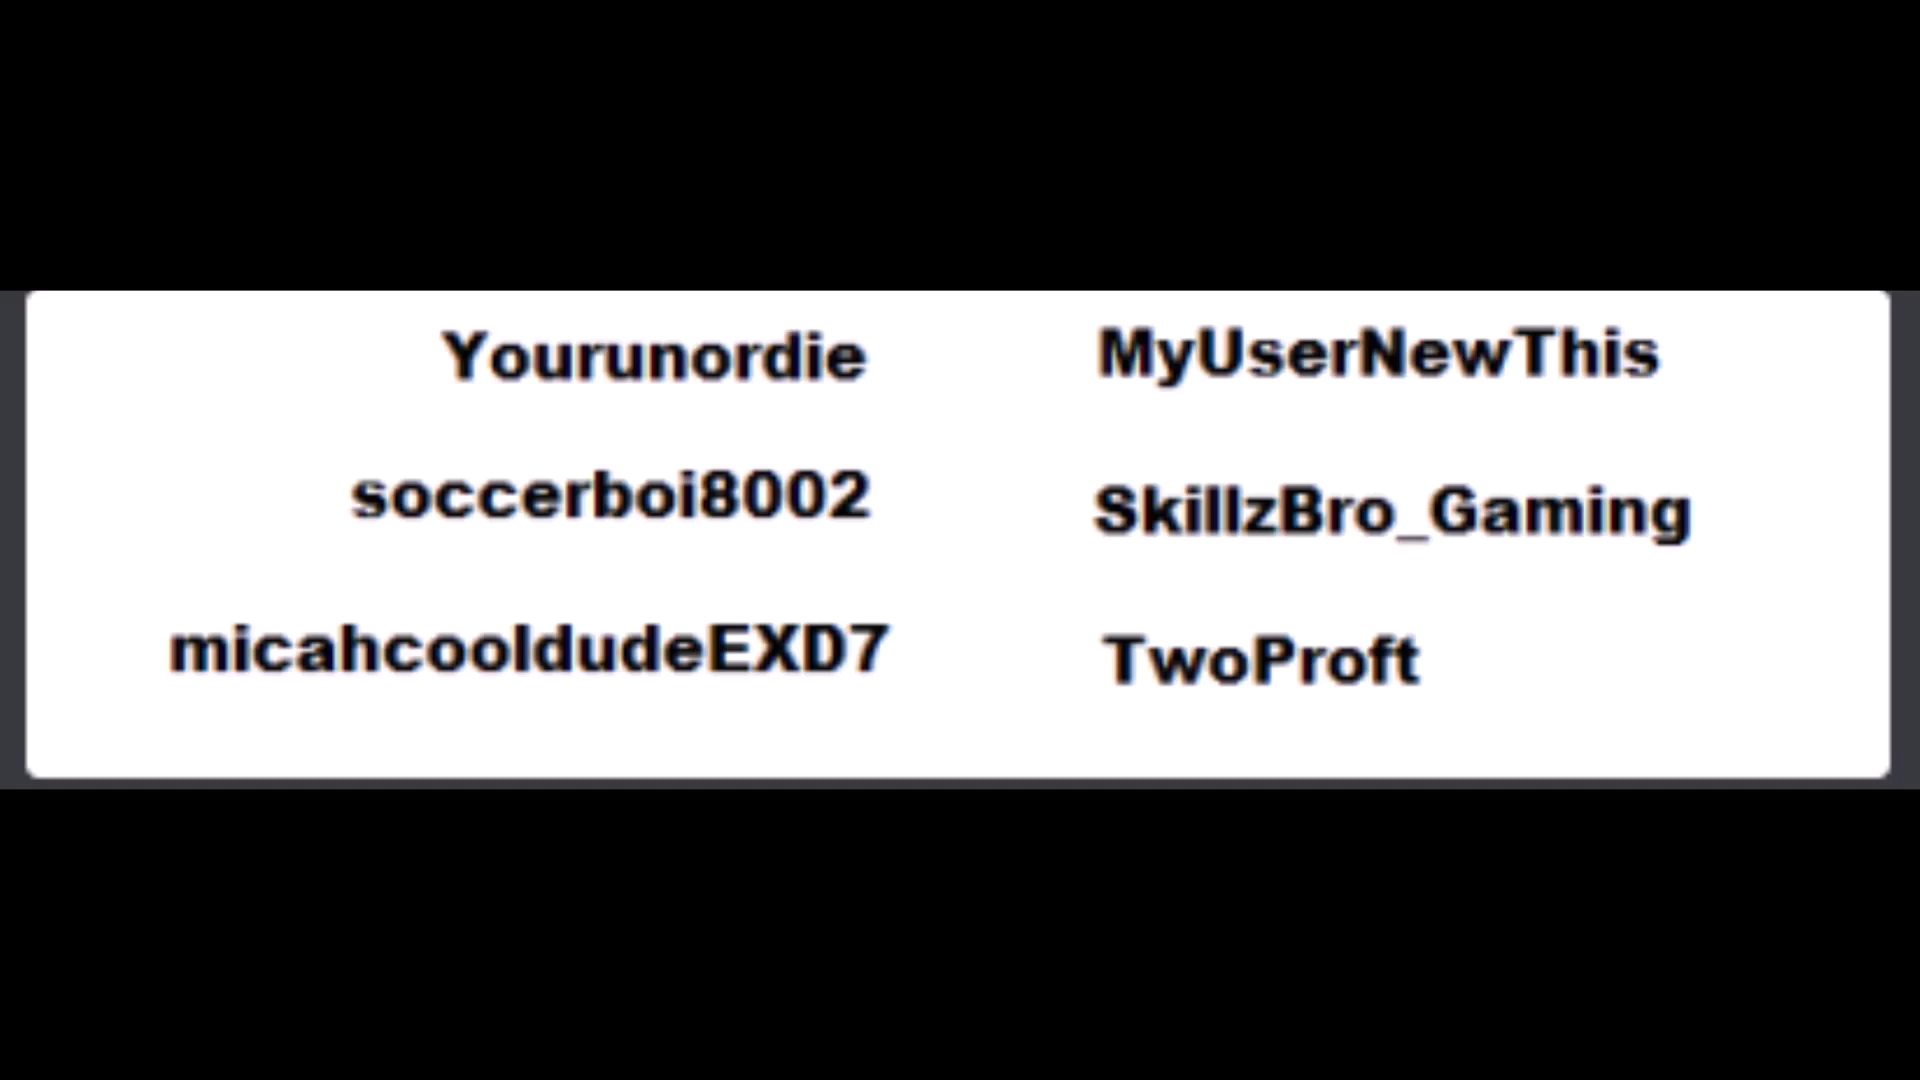 Yourunordie MyUserNewThis
soccerboi8002 SkillzBro_Gaming
micahcooldudeEXD7 TwoProft